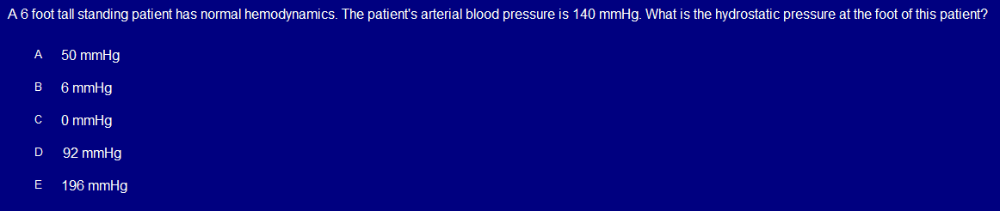 A 6 foot tall standing patient has normal hemodynamics. The patient's arterial blood pressure is 140 mmHg. What is the hydrostatic pressure at the foot of this patient?
A 50 mmHg
B 6 mmHg
C 0 mmHg
D 92 mmHg
E 196 mmHg